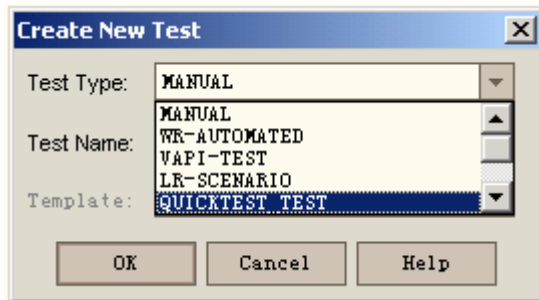 Create New Test
Test Type: MANUAL
MANUAL
WR-AUTOMATED
Test Name:
VAPI-TEST
LR-SCENARIO
Template:
QUICKTEST_TEST
OK Cancel Help